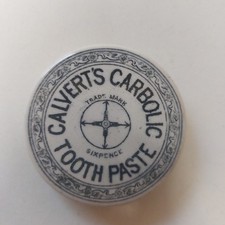 CALVERT'S CARBOLIC
TRADE MARK
SIXPENCE
TOOTH PASTE